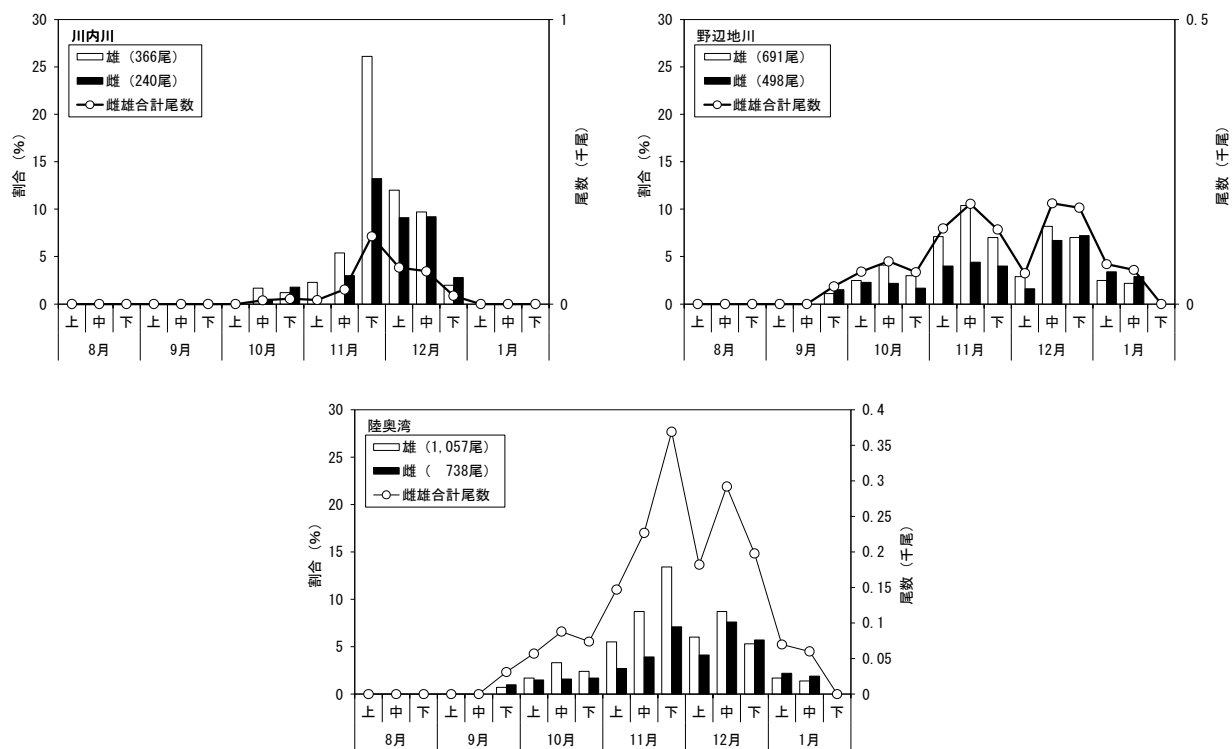 川内川
雄（366尾）
雌（240尾）
雌雄合計尾数
割合（%）
30
25
20
15
10
5
0
1
0
尾数（千尾）
上 中 下 上 中 下 上 中 下 上 中 下 上 中 下 上 中 下
8月 9月 10月 11月 12月 1月
野辺地川
雄（691尾）
雌（498尾）
雌雄合計尾数
割合（%）
30
25
20
15
10
5
0
0.5
0
尾数（千尾）
上 中 下 上 中 下 上 中 下 上 中 下 上 中 下 上 中 下
8月 9月 10月 11月 12月 1月
陸奥湾
雄（1,057尾）
雌（ 738尾）
雌雄合計尾数
割合（%）
30
25
20
15
10
5
0
0.4
0.35
0.3
0.25
0.2
0.15
0.1
0.05
0
尾数（千尾）
上 中 下 上 中 下 上 中 下 上 中 下 上 中 下 上 中 下
8月 9月 10月 11月 12月 1月